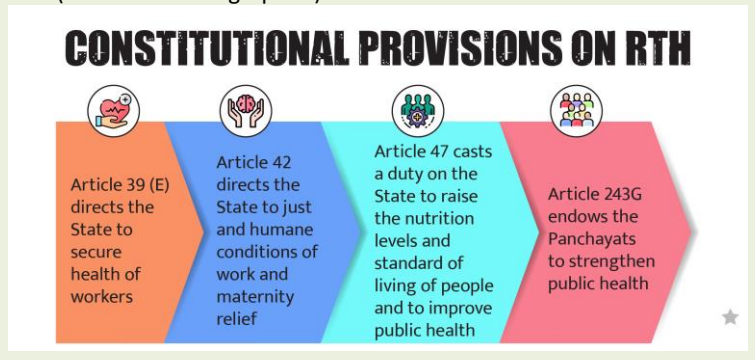 CONSTITUTIONAL PROVISIONS ON RTH
Article 39 (E)
directs the
State to
secure
health of
workers
Article 42
directs the
State to just
and humane
conditions of
work and
maternity
relief
Article 47 casts
a duty on the
State to raise
the nutrition
levels and
standard of
living of people
and to improve
public health
Article 243G
endows the
Panchayats
to strengthen
public health